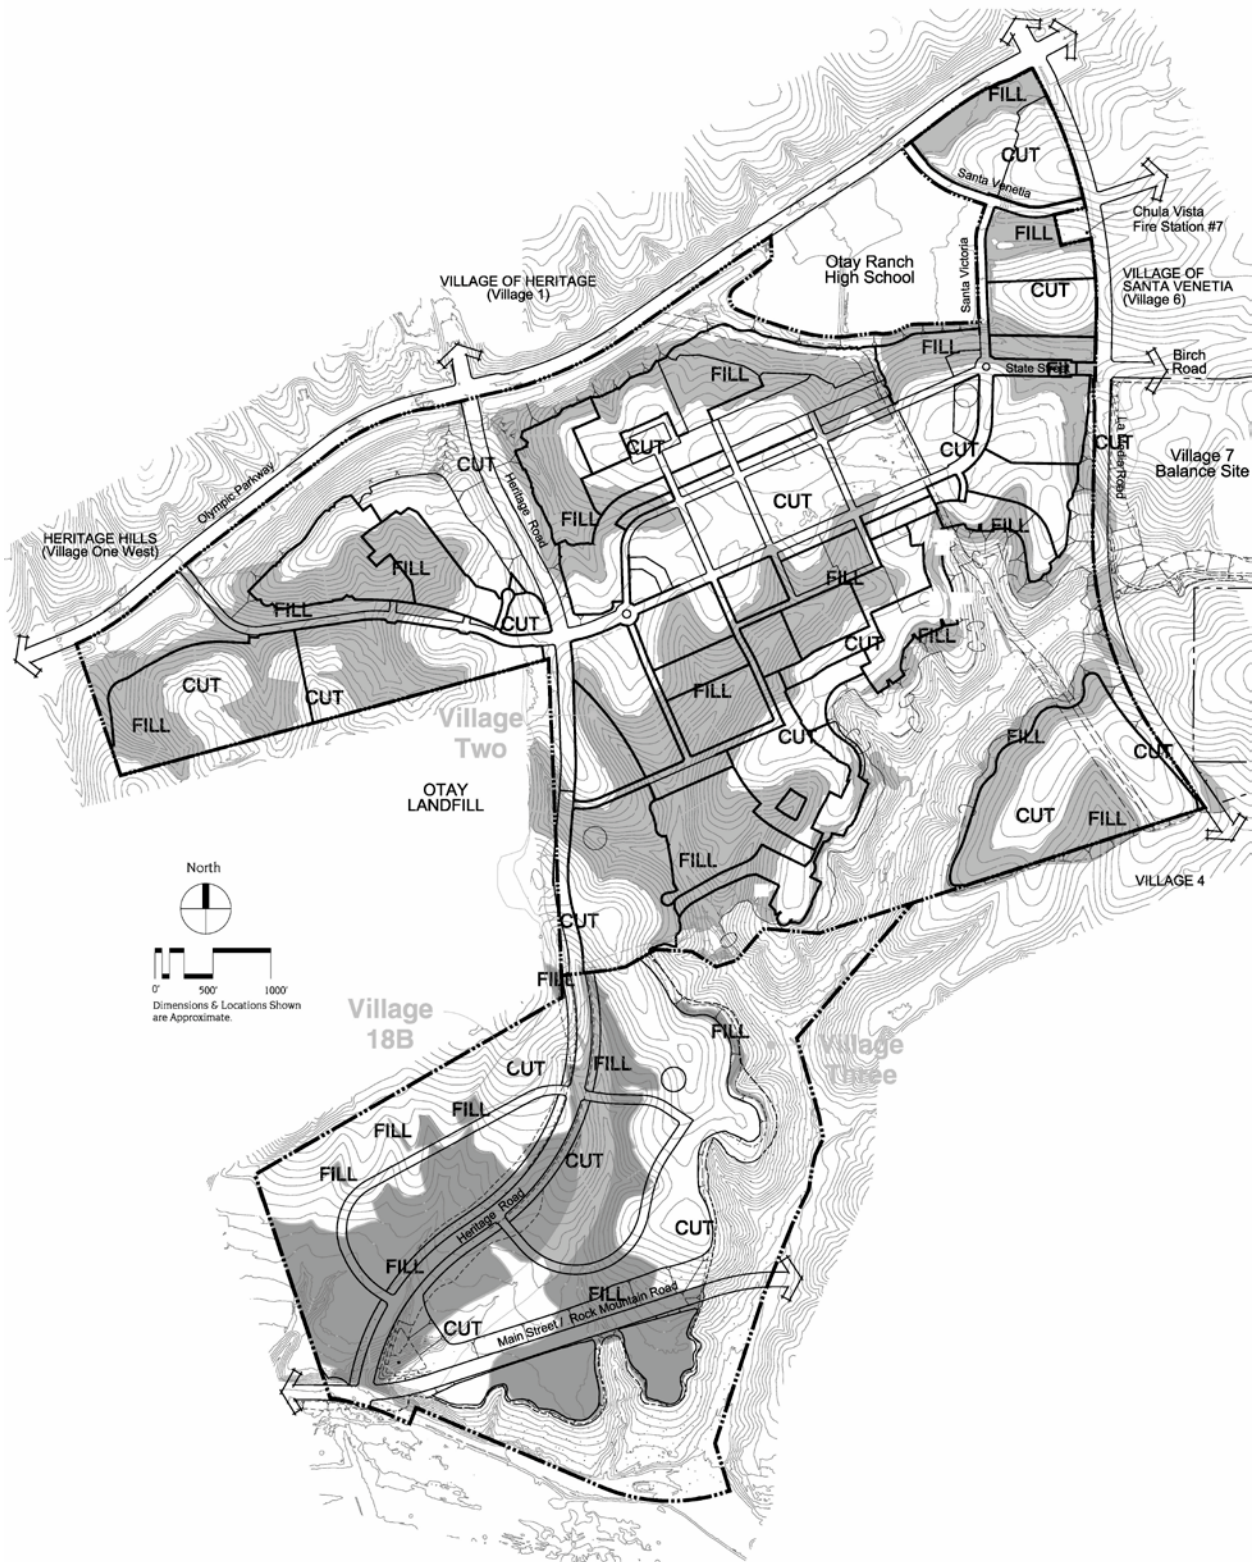 FILL
CUT
Santa Venetia
Chula Vista
Fire Station #7
FILL
Santa Victoria
Otay Ranch
High School
VILLAGE OF HERITAGE
(Village 1)
VILLAGE OF
SANTA VENETIA
(Village 6)
CUT
FILL
State Street
FILL
Birch
Road
FILL
CUT
CUT
CUT
CUT
La Media Road
Village 7
Balance Site
Olympic Parkway
Heritage Road
CUT
FILL
FILL
HERITAGE HILLS
(Village One West)
FILL
FILL
FILL
CUT
CUT
FILL
CUT
CUT
FILL
FILL
CUT
Village
Two
CUT
FILL
CUT
OTAY
LANDFILL
CUT
FILL
FILL
VILLAGE 4
North
CUT
0'
500'
1000'
Dimensions & Locations Shown
are Approximate.
FILL
Village
18B
FILL
Village
Three
CUT
FILL
FILL
FILL
CUT
FILL
Heritage Road
CUT
FILL
FILL
Main Street / Rock Mountain Road
CUT